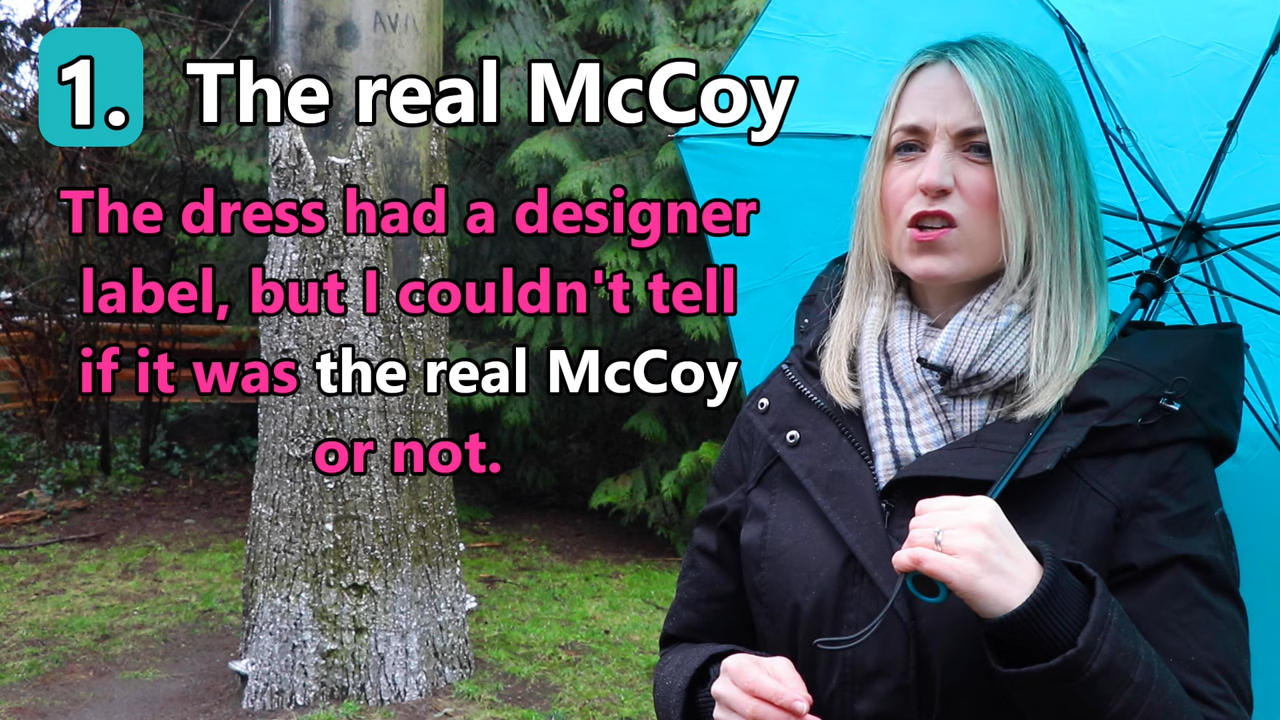 1. The real McCoy
The dress had a designer
label, but I couldn't tell
if it was the real McCoy
or not.